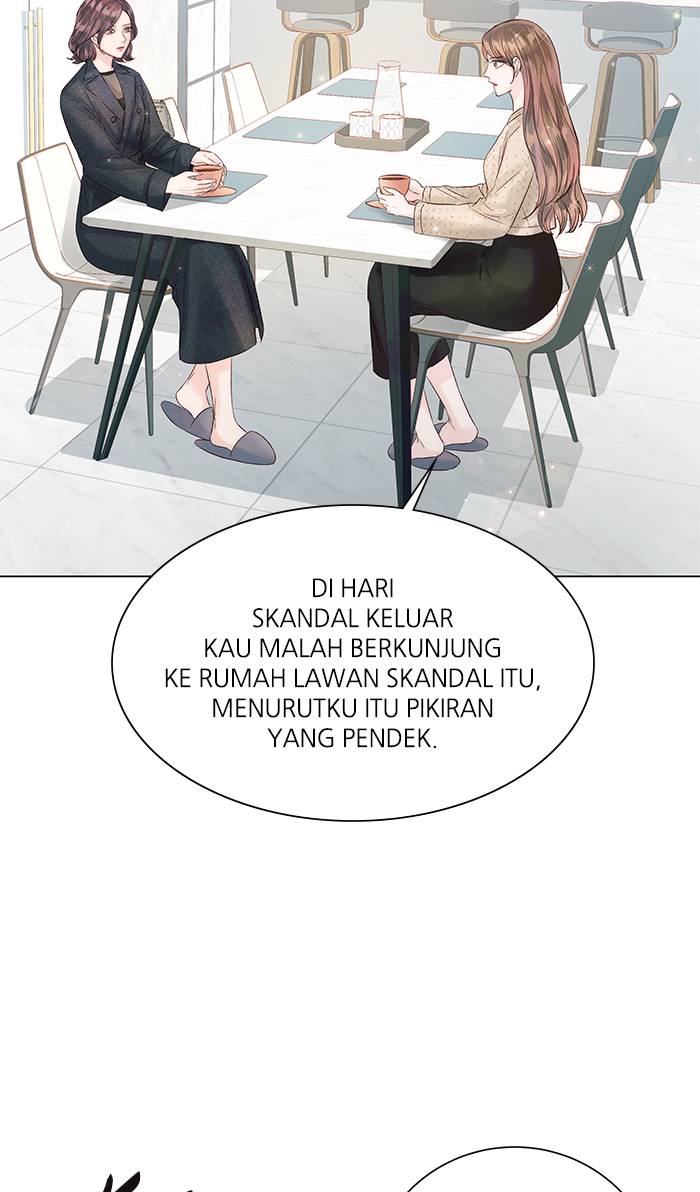 DI HARI
SKANDAL KELUAR
KAU MALAH BERKUNJUNG
KE RUMAH LAWAN SKANDAL ITU,
MENURUTKU ITU PIKIRAN
YANG PENDEK.